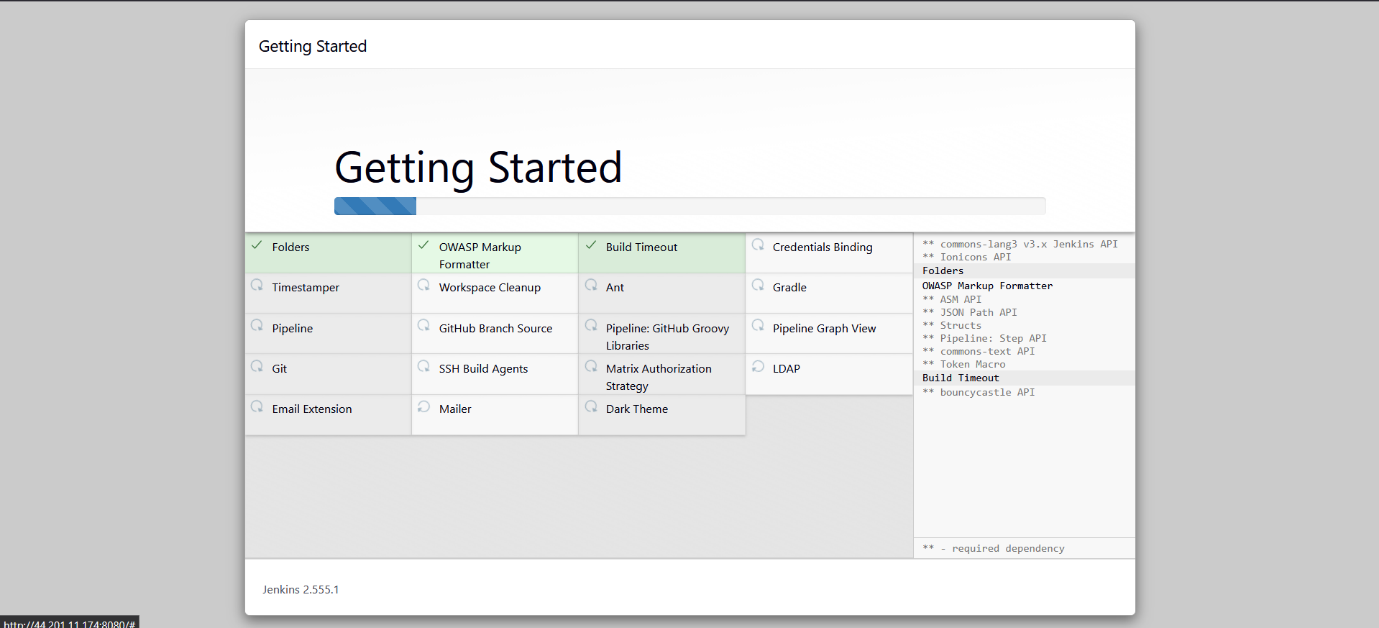 Getting Started
Getting Started
Folders
OWASP Markup
Formatter
Build Timeout
Credentials Binding
Timestamper
Workspace Cleanup
Ant
Gradle
Pipeline
GitHub Branch Source
Pipeline: GitHub Groovy
Libraries
Pipeline Graph View
Git
SSH Build Agents
Matrix Authorization
Strategy
LDAP
Email Extension
Mailer
Dark Theme
** commons-lang3 v3.x Jenkins API
** Ionicons API
Folders
OWASP Markup Formatter
** ASM API
** JSON Path API
** Structs
** Pipeline: Step API
** commons-text API
** Token Macro
Build Timeout
** bouncycastle API
** - required dependency
Jenkins 2.555.1
http://44.201.11.174:8080/#